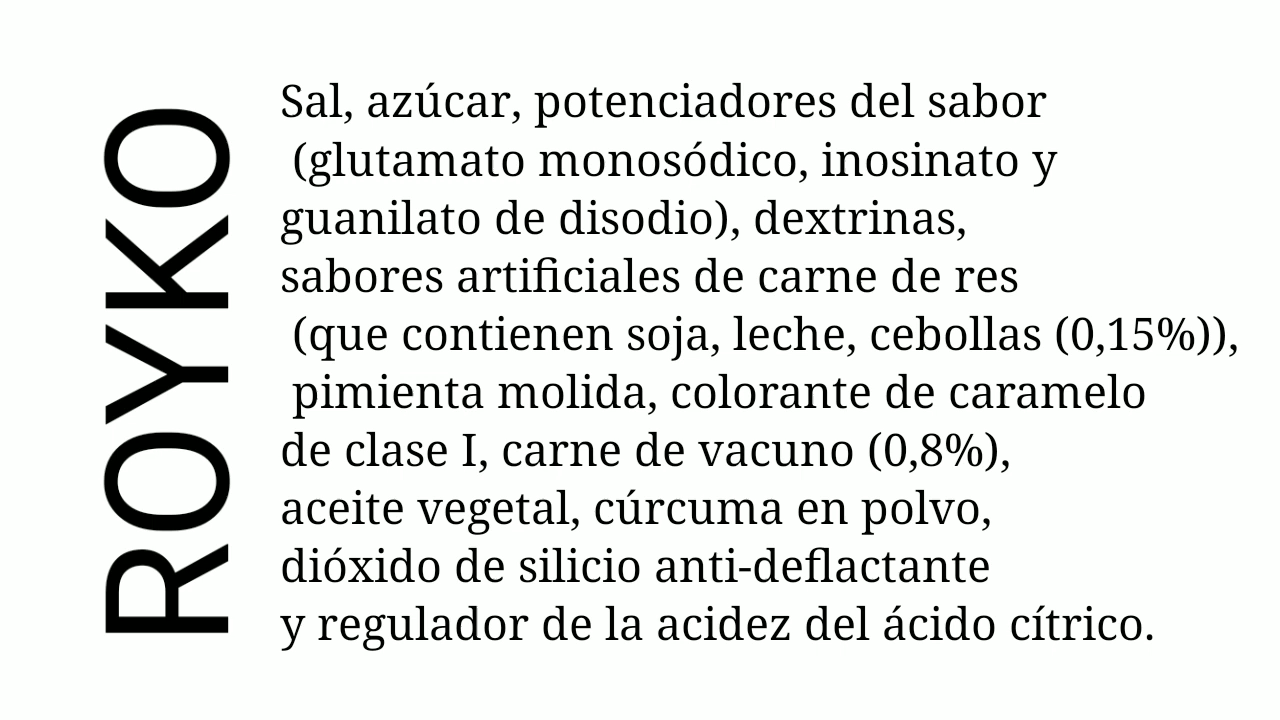 ROYKO
Sal, azúcar, potenciadores del sabor
(glutamato monosódico, inosinato y
guanilato de disodio), dextrinas,
sabores artificiales de carne de res
(que contienen soja, leche, cebollas (0,15%)),
pimienta molida, colorante de caramelo
de clase I, carne de vacuno (0,8%),
aceite vegetal, cúrcuma en polvo,
dióxido de silicio anti-deflactante
y regulador de la acidez del ácido cítrico.